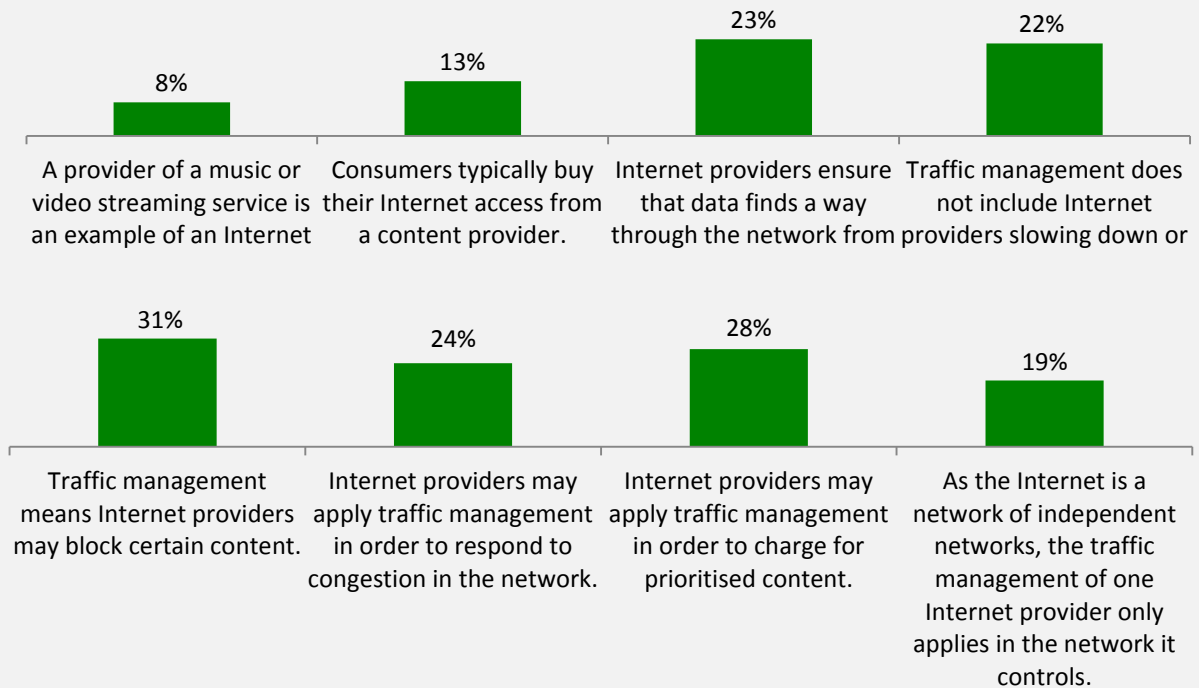 8%
13%
23%
22%
A provider of a music or
video streaming service is
an example of an Internet
Consumers typically buy
their Internet access from
a content provider.
Internet providers ensure
that data finds a way
through the network from
Traffic management does
not include Internet
providers slowing down or
31%
24%
28%
19%
Traffic management
means Internet providers
may block certain content.
Internet providers may
apply traffic management
in order to respond to
congestion in the network.
Internet providers may
apply traffic management
in order to charge for
prioritised content.
As the Internet is a
network of independent
networks, the traffic
management of one
Internet provider only
applies in the network it
controls.